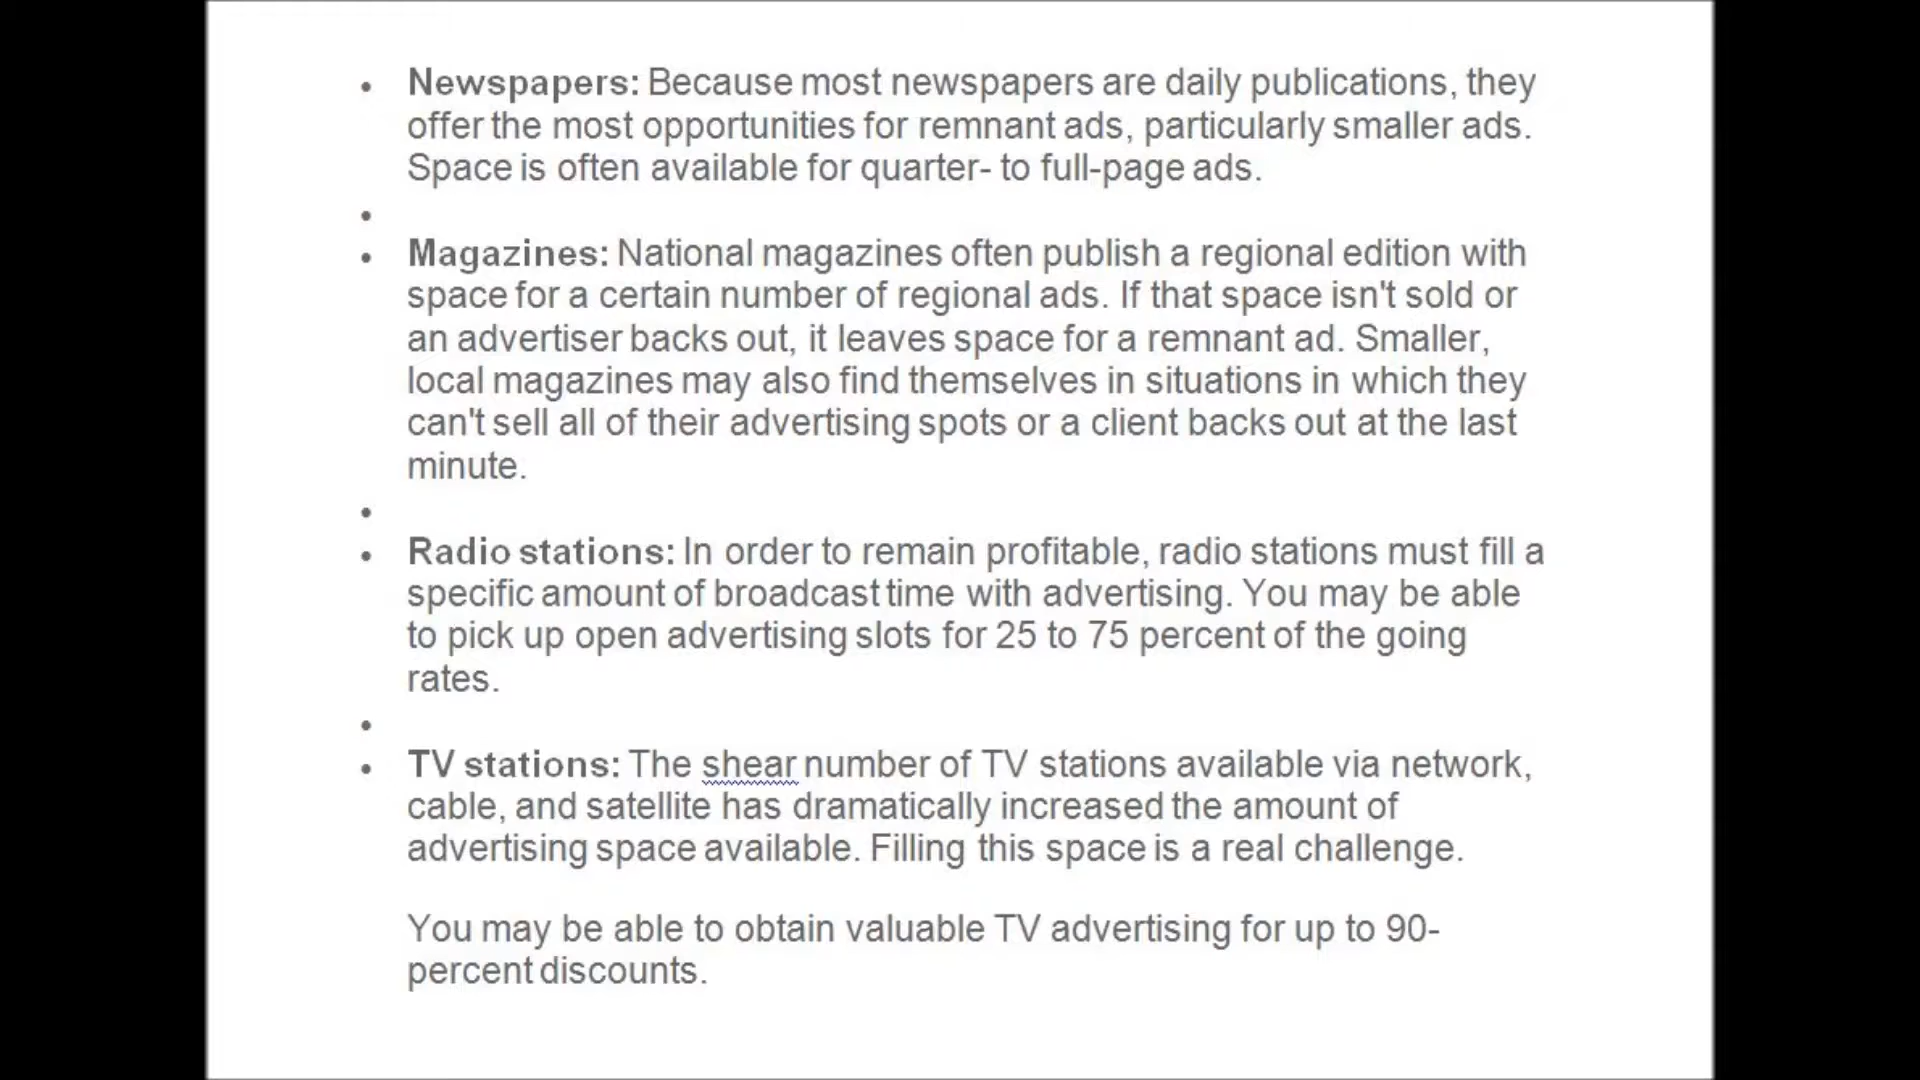 • Newspapers: Because most newspapers are daily publications, they
offer the most opportunities for remnant ads, particularly smaller ads.
Space is often available for quarter- to full-page ads.
•
• Magazines: National magazines often publish a regional edition with
space for a certain number of regional ads. If that space isn't sold or
an advertiser backs out, it leaves space for a remnant ad. Smaller,
local magazines may also find themselves in situations in which they
can't sell all of their advertising spots or a client backs out at the last
minute.
•
• Radio stations: In order to remain profitable, radio stations must fill a
specific amount of broadcast time with advertising. You may be able
to pick up open advertising slots for 25 to 75 percent of the going
rates.
•
• TV stations: The shear number of TV stations available via network,
cable, and satellite has dramatically increased the amount of
advertising space available. Filling this space is a real challenge.
You may be able to obtain valuable TV advertising for up to 90-
percent discounts.